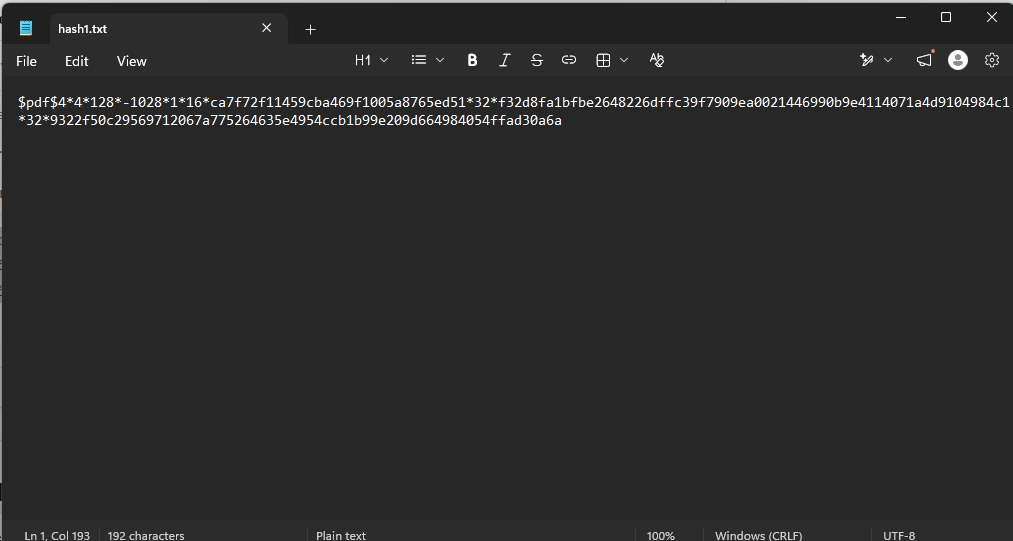 hash1.txt
File Edit View H1 B I S
$pdf$4*4*128*-1028*1*16*ca7f72f11459cba469f1005a8765ed51*32*f32d8fa1bfbe2648226dffc39f7909ea0021446990b9e4114071a4d9104984c1
*32*9322f50c29569712067a775264635e4954ccb1b99e209d664984054ffad30a6a
Ln 1, Col 193 192 characters Plain text 100% Windows (CRLF) UTF-8